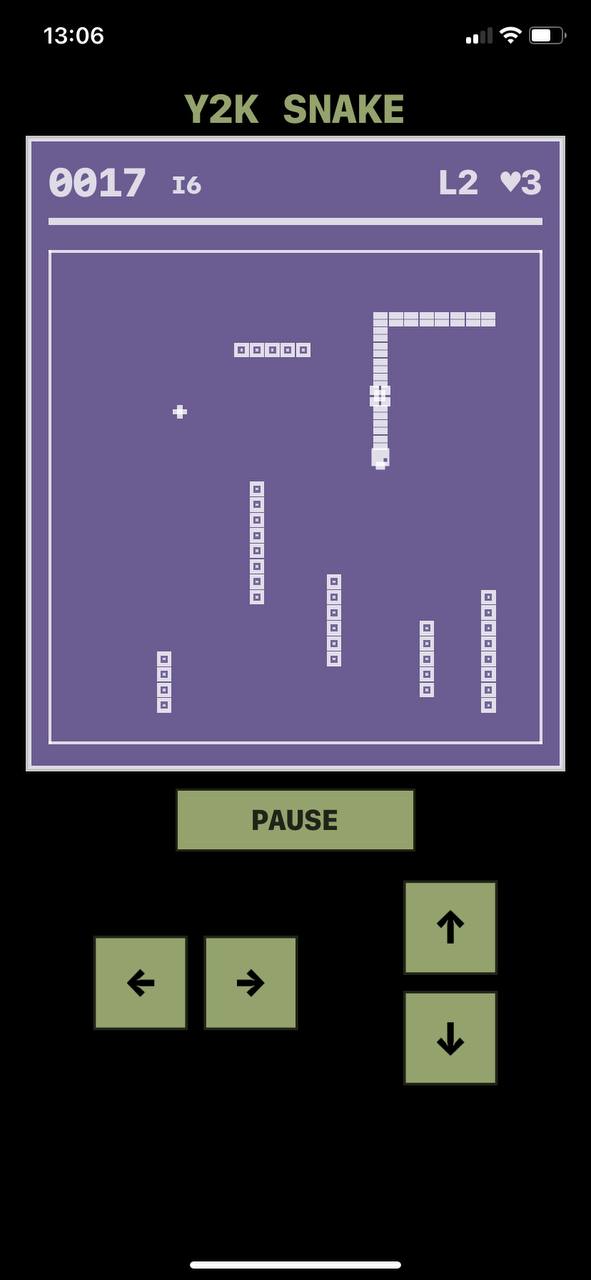 13:06
Y2K SNAKE
0017 I6 L2 ♥3
PAUSE
← → ↑ ↓